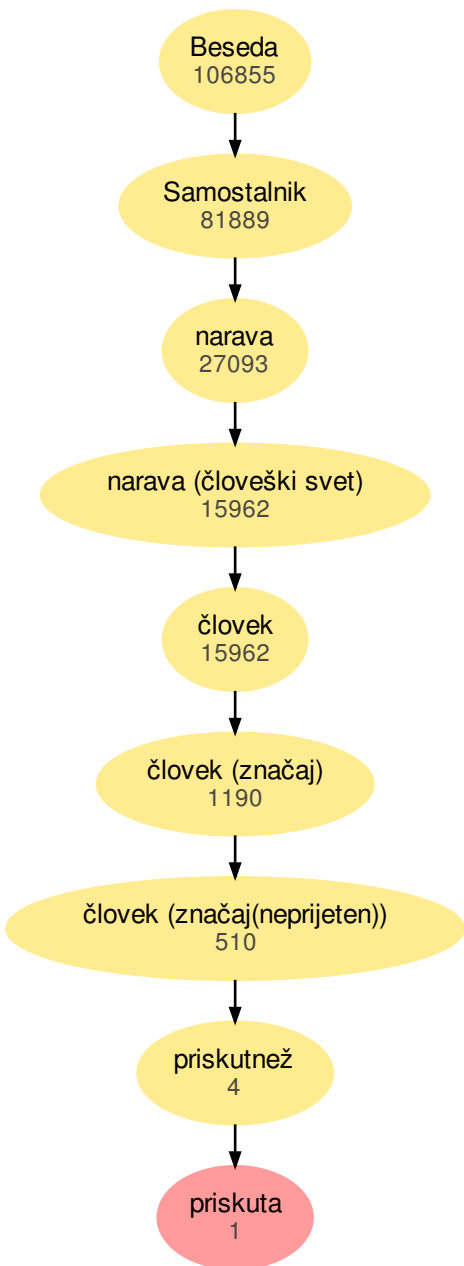 Beseda
106855
Samostalnik
81889
narava
27093
narava (človeški svet)
15962
človek
15962
človek (značaj)
1190
človek (značaj(neprijeten))
510
priskutnež
4
priskuta
1